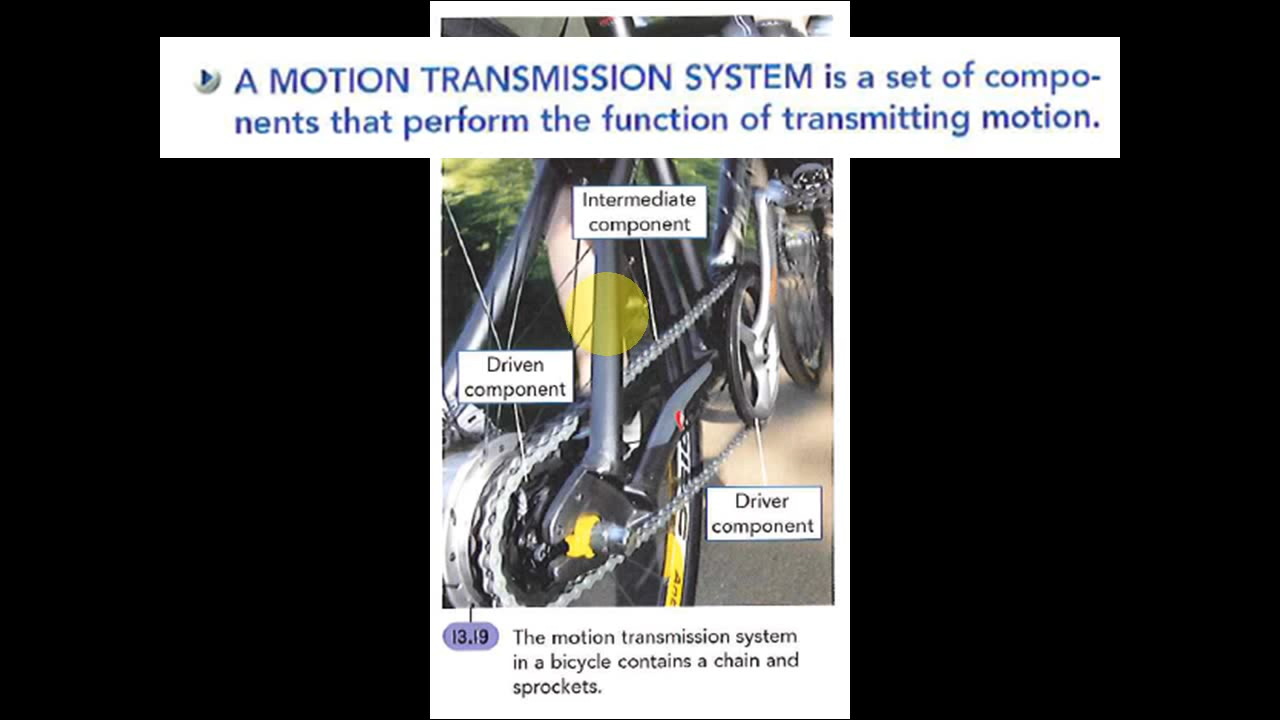 A MOTION TRANSMISSION SYSTEM is a set of compo-
nents that perform the function of transmitting motion.
Intermediate
component
Driven
component
Driver
component
13.19
The motion transmission system
in a bicycle contains a chain and
sprockets.